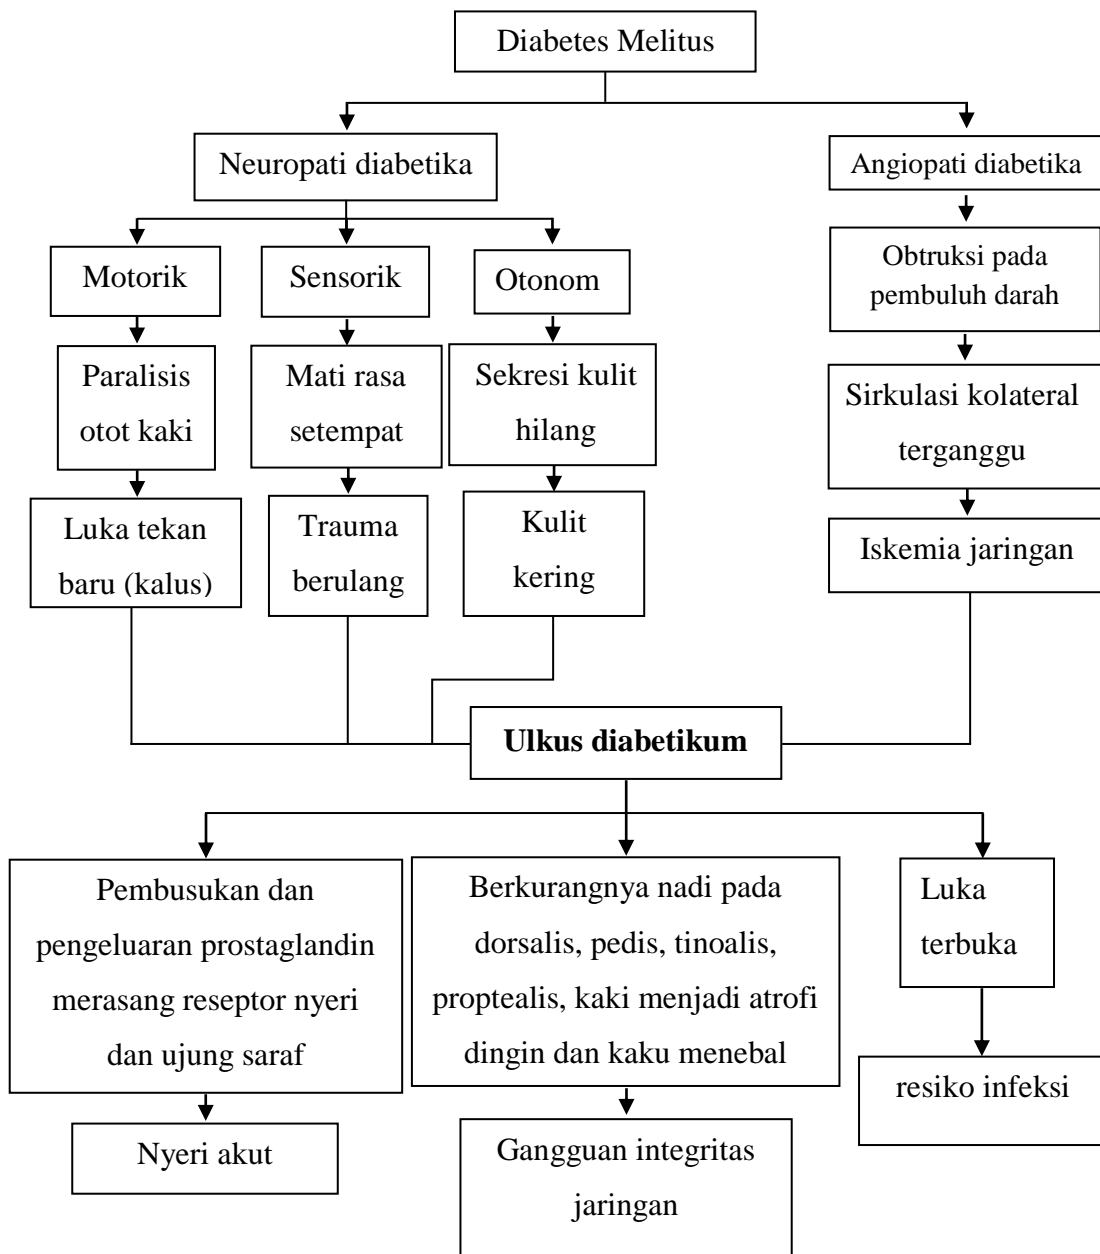 Diabetes Melitus
Neuropati diabetika
Angiopati diabetika
Motorik
Sensorik
Otonom
Obtruksi pada
pembuluh darah
Paralisis
otot kaki
Mati rasa
setempat
Sekresi kulit
hilang
Sirkulasi kolateral
terganggu
Luka tekan
baru (kalus)
Trauma
berulang
Kulit
kering
Iskemia jaringan
Ulkus diabetikum
Pembusukan dan
pengeluaran prostaglandin
merasang reseptor nyeri
dan ujung saraf
Berkurangnya nadi pada
dorsalis, pedis, tinoalis,
proptealis, kaki menjadi atrofi
dingin dan kaku menebal
Luka
terbuka
Nyeri akut
Gangguan integritas
jaringan
resiko infeksi